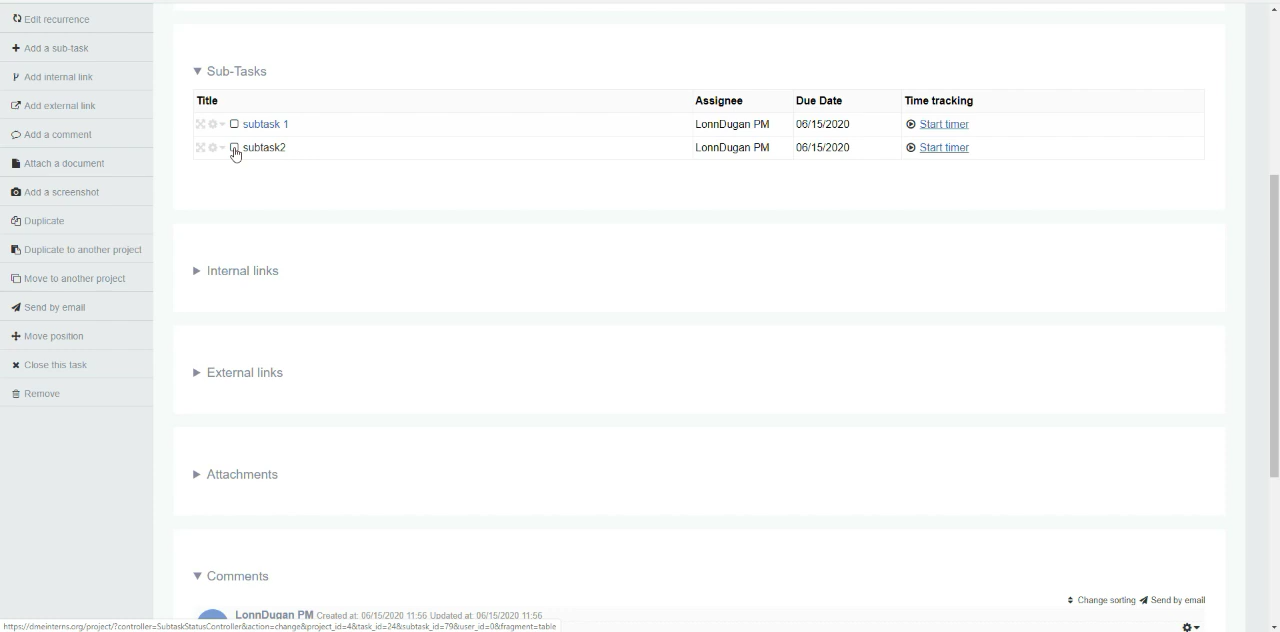 Edit recurrence
Add a sub-task
Add internal link
Add external link
Add a comment
Attach a document
Add a screenshot
Duplicate
Duplicate to another project
Move to another project
Send by email
Move position
Close this task
Remove
Sub-Tasks
Title Assignee Due Date Time tracking
subtask 1 LonnDugan PM 06/15/2020 Start timer
subtask2 LonnDugan PM 06/15/2020 Start timer
Internal links
External links
Attachments
Comments
Change sorting Send by email
LonnDugan PM Created at: 06/15/2020 11:56 Updated at: 06/15/2020 11:56
https://dmeinterns.org/project/?controller=SubtaskStatusController&action=change&project_id=4&task_id=24&subtask_id=79&user_id=0&fragment=table